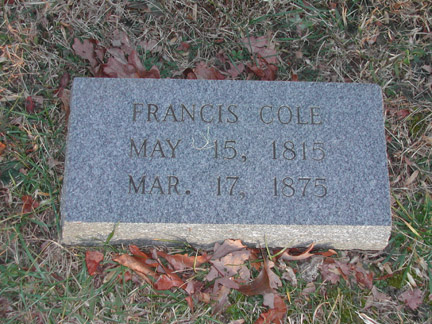 FRANCIS COLE
MAY 15, 1815
MAR. 17, 1875